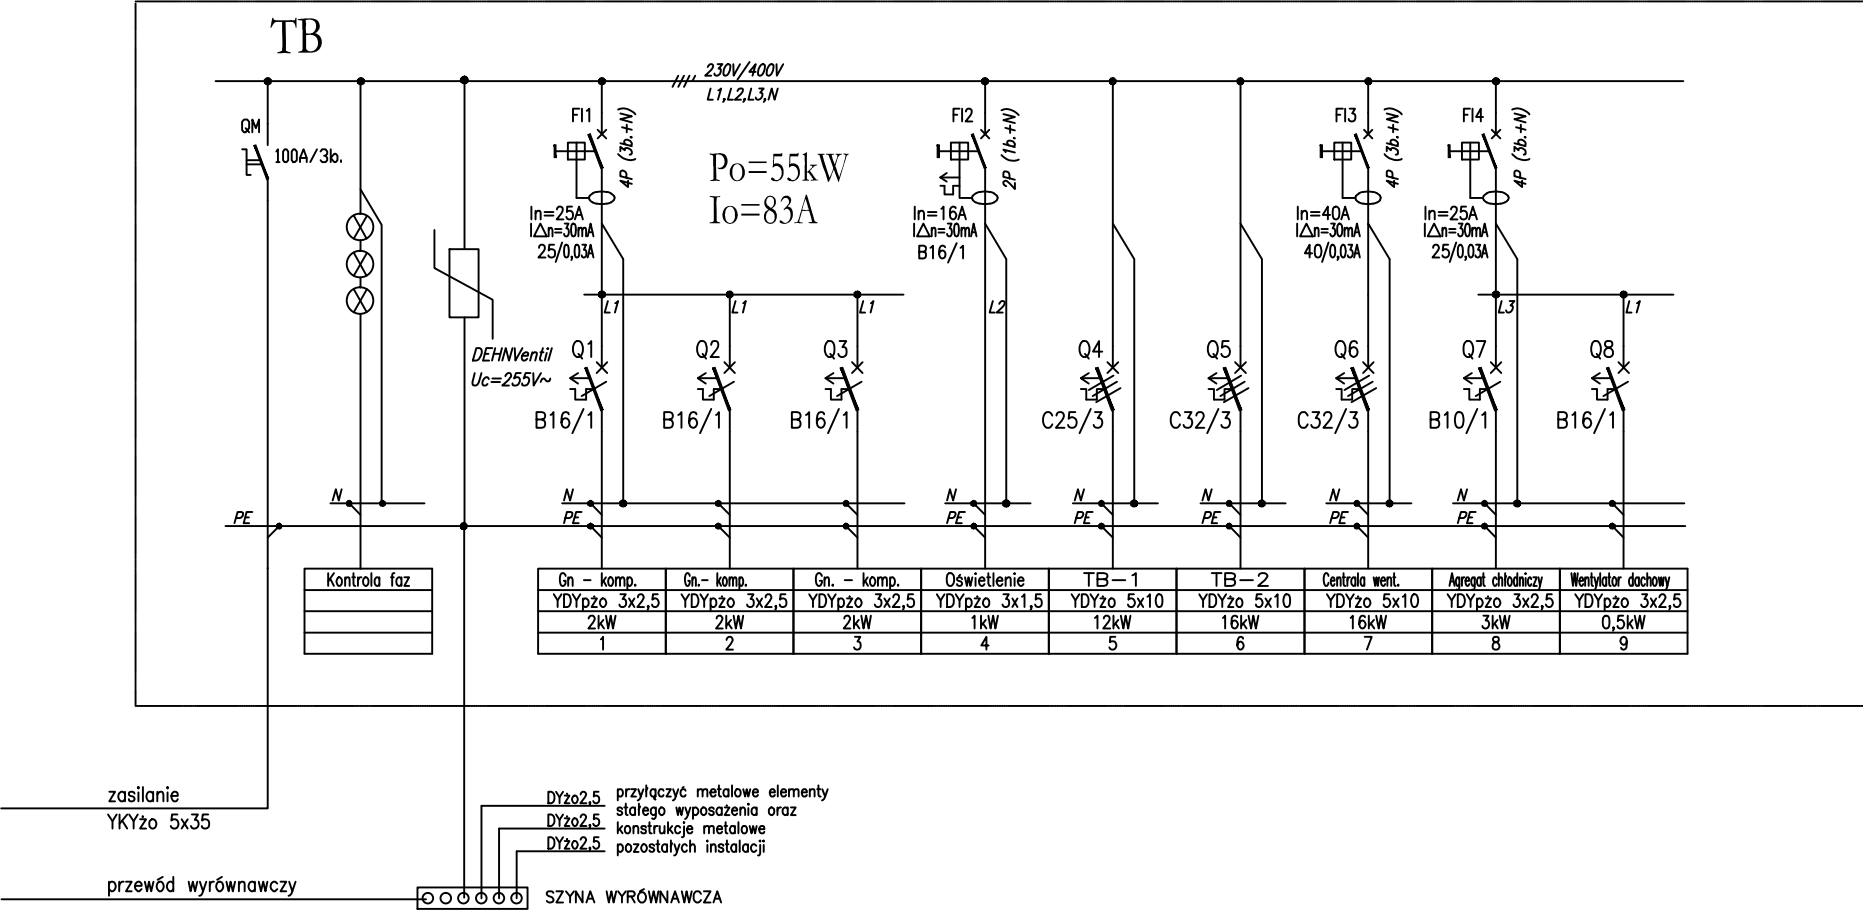 TB
230V/400V
L1,L2,L3,N
QM
100A/3b.
FI1
4P (3b.+N)
In=25A
I△n=30mA
25/0,03A
Po=55kW
Io=83A
FI2
2P (1b.+N)
In=16A
I△n=30mA
B16/1
FI3
4P (3b.+N)
In=40A
I△n=30mA
40/0,03A
FI4
4P (3b.+N)
In=25A
I△n=30mA
25/0,03A
L1 L1 L1 L2 L3 L1
DEHNVentil
Uc=255V~
Q1 Q2 Q3 Q4 Q5 Q6 Q7 Q8
B16/1 B16/1 B16/1 C25/3 C32/3 C32/3 B10/1 B16/1
N N N N N N N
PE PE PE PE PE PE PE
Kontrola faz Gn - komp. Gn.- komp. Gn. - komp. Oświetlenie TB-1 TB-2 Centrala went. Agregat chłodniczy Wentylator dachowy
YDYpżo 3x2,5 YDYpżo 3x2,5 YDYpżo 3x2,5 YDYpżo 3x1,5 YDYżo 5x10 YDYżo 5x10 YDYżo 5x10 YDYpżo 3x2,5 YDYpżo 3x2,5
2kW 2kW 2kW 1kW 12kW 16kW 16kW 3kW 0,5kW
1 2 3 4 5 6 7 8 9
zasilanie
YKYżo 5x35
DYżo2,5
DYżo2,5
DYżo2,5
przyłączyć metalowe elementy
stałego wyposażenia oraz
konstrukcje metalowe
pozostałych instalacji
przewód wyrównawczy
SZYNA WYRÓWNAWCZA